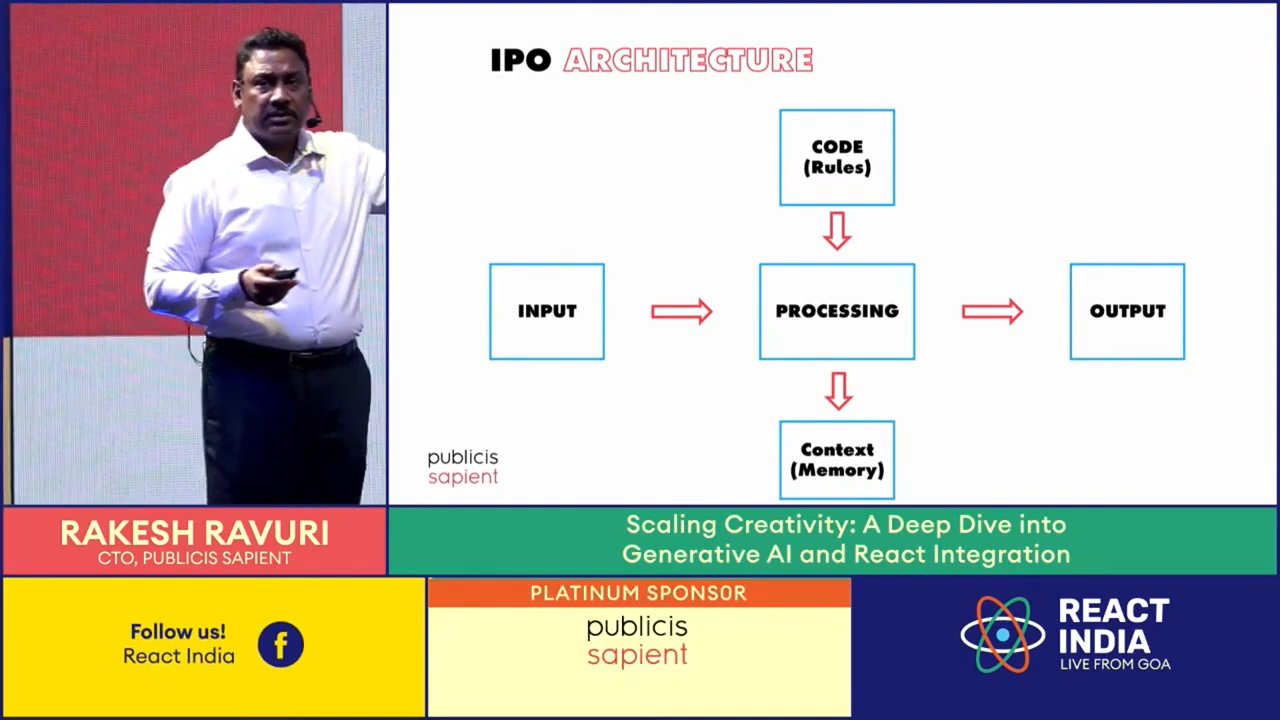 IPO ARCHITECTURE
CODE
(Rules)
INPUT
PROCESSING
OUTPUT
Context
(Memory)
publicis
sapient
RAKESH RAVURI
CTO, PUBLICIS SAPIENT
Scaling Creativity: A Deep Dive into
Generative AI and React Integration
Follow us!
React India
f
PLATINUM SPONSOR
publicis
sapient
REACT
INDIA
LIVE FROM GOA